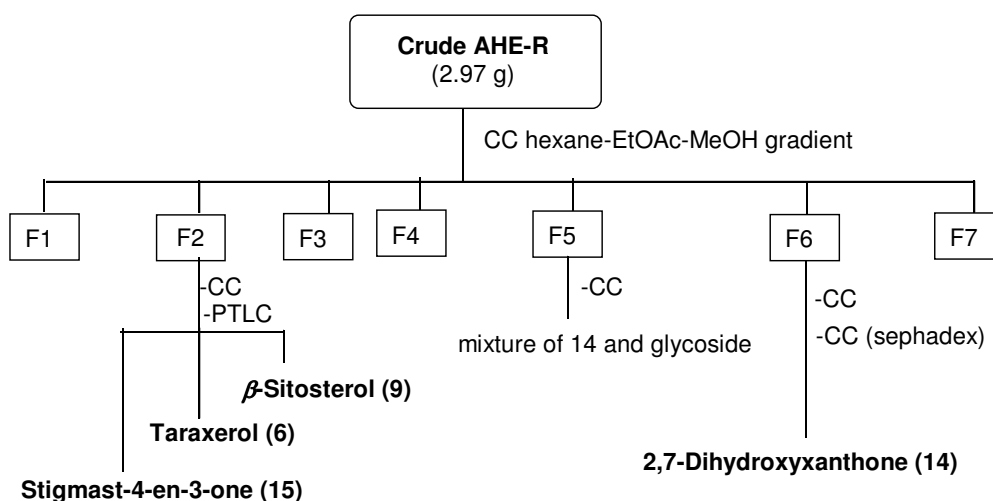 Crude AHE-R
(2.97 g)
CC hexane-EtOAc-MeOH gradient
F1
F2
F3
F4
F5
F6
F7
-CC
-PTLC
-CC
-CC
-CC (sephadex)
mixture of 14 and glycoside
β-Sitosterol (9)
Taraxerol (6)
Stigmast-4-en-3-one (15)
2,7-Dihydroxyxanthone (14)